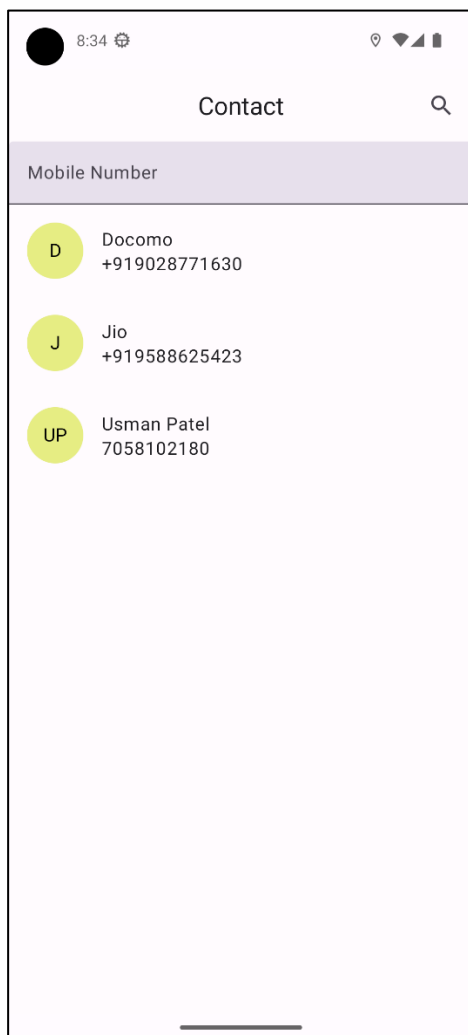 8:34
Contact
Mobile Number
D
Docomo
+919028771630
J
Jio
+919588625423
UP
Usman Patel
7058102180